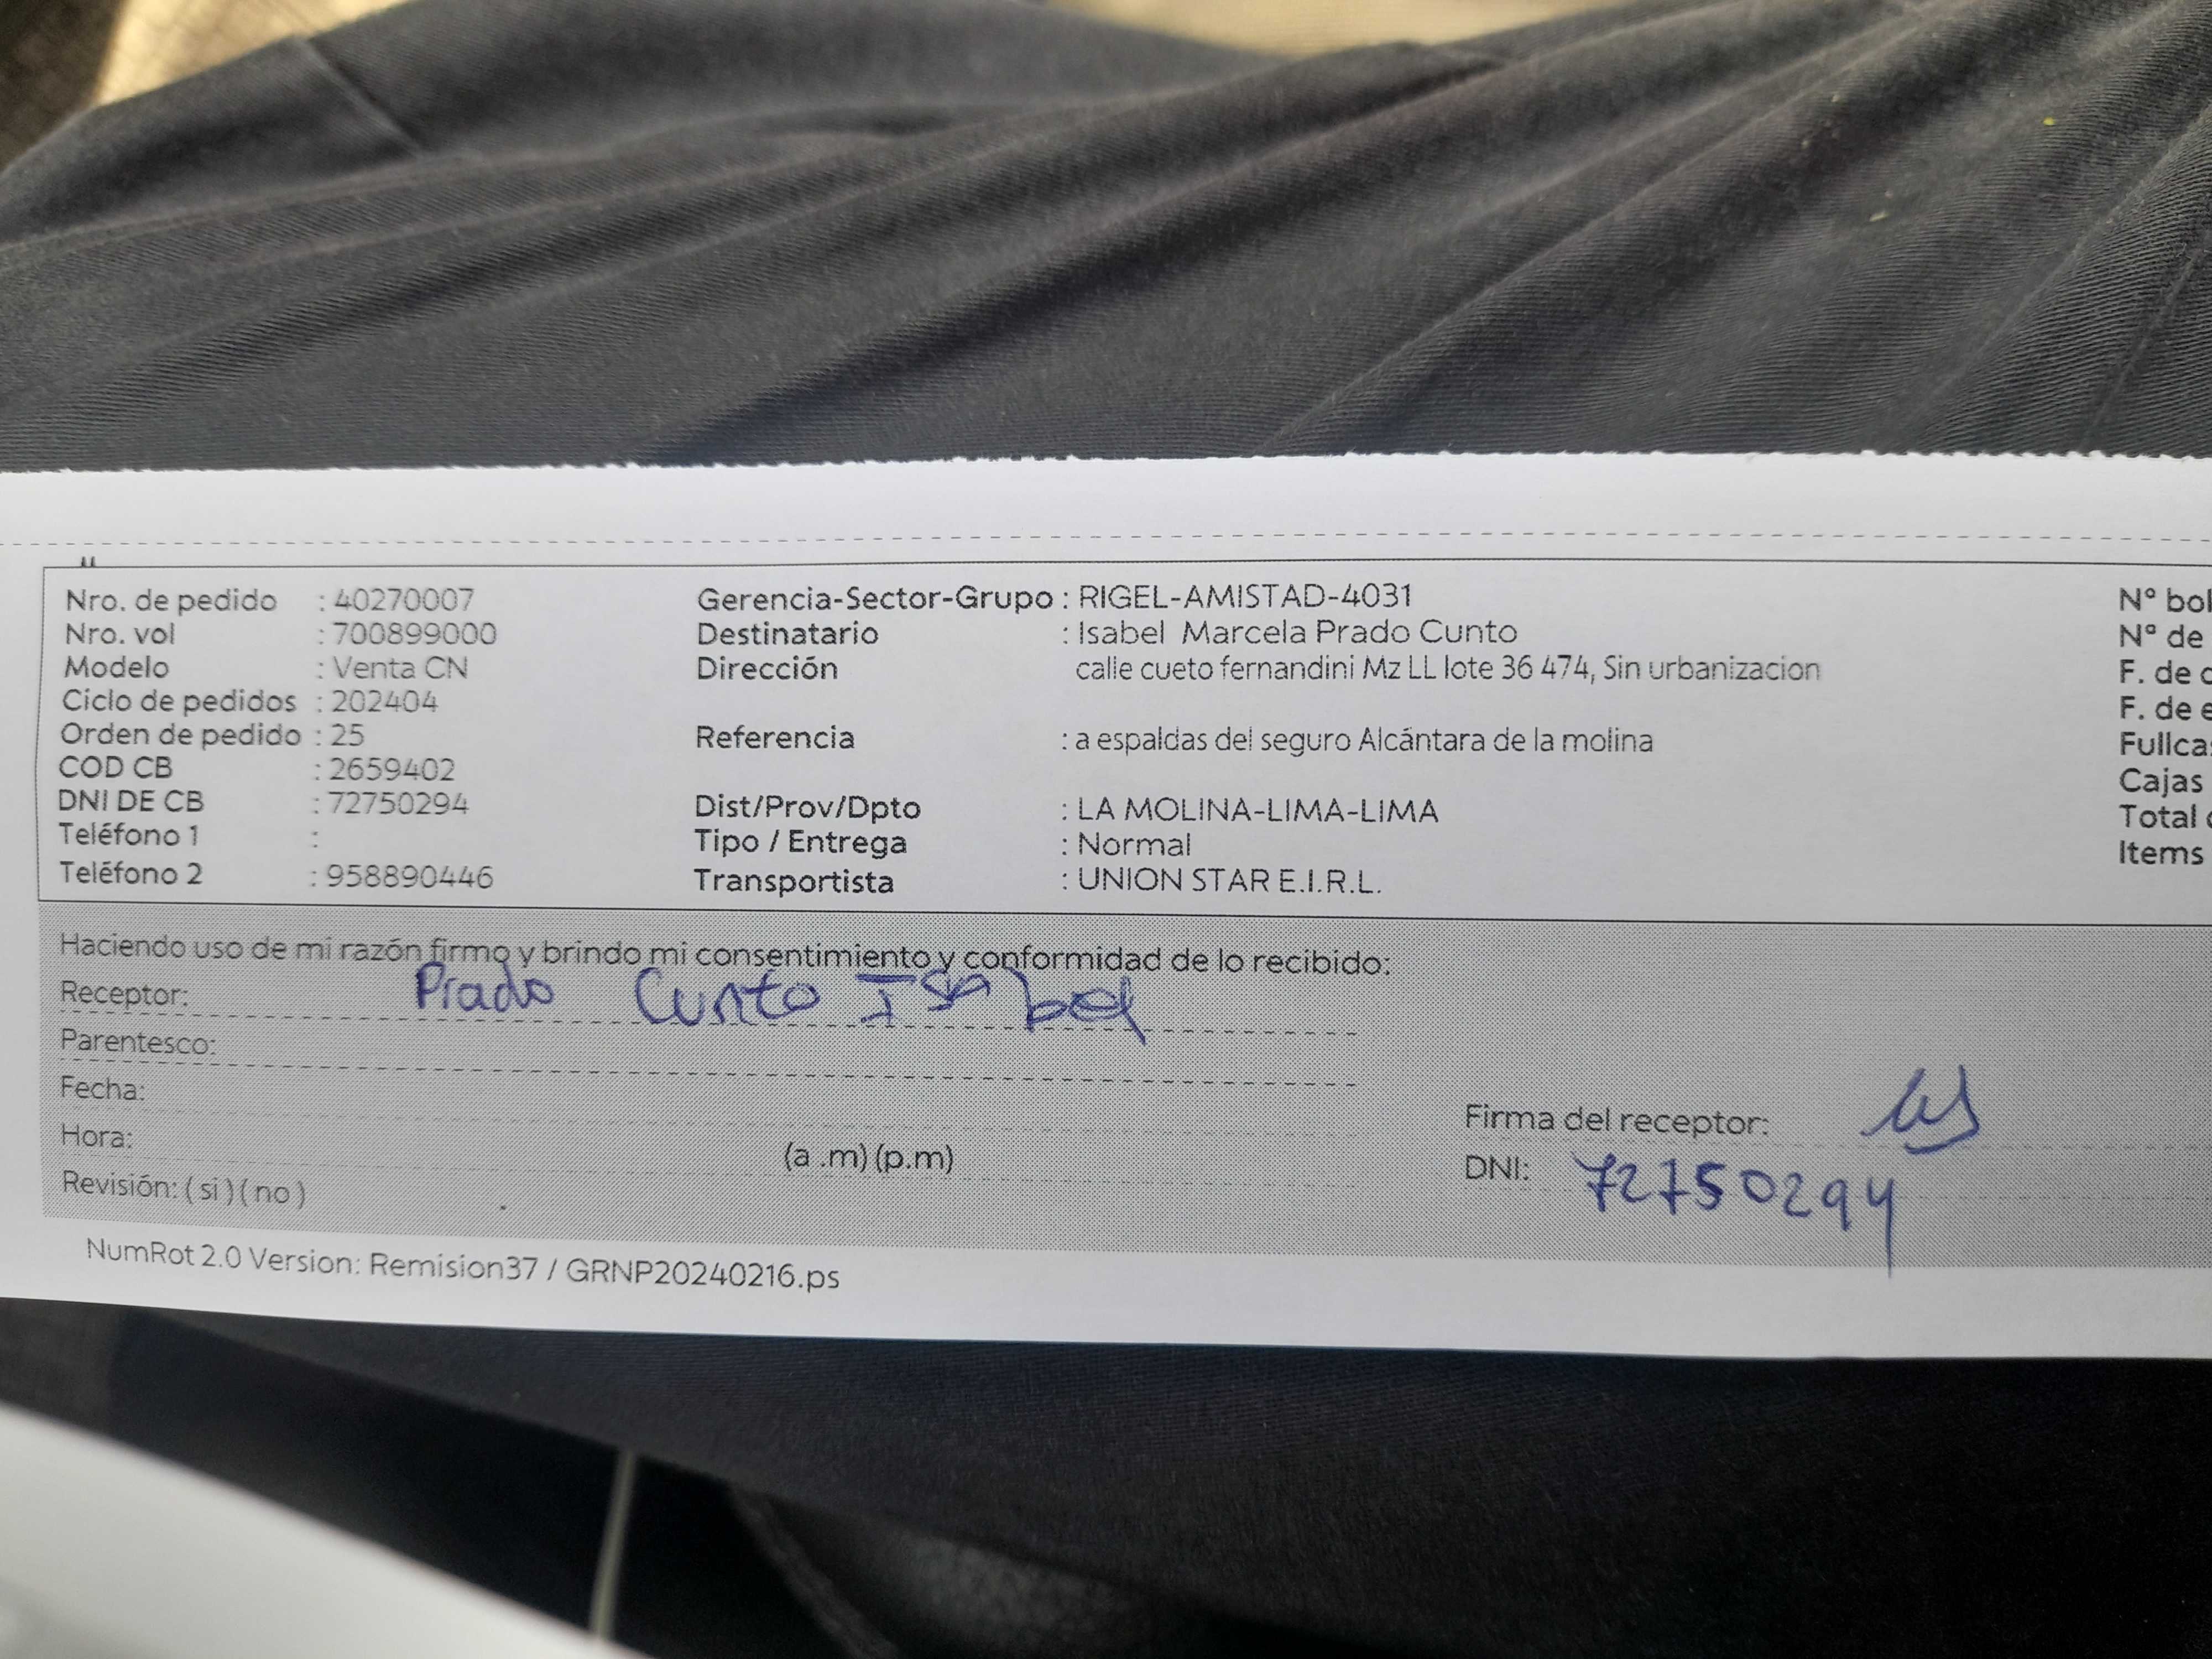 Nro. de pedido : 40270007
Nro. vol : 700899000
Modelo : Venta CN
Ciclo de pedidos : 202404
Orden de pedido : 25
COD CB : 2659402
DNI DE CB : 72750294
Teléfono 1 :
Teléfono 2 : 958890446
Gerencia-Sector-Grupo : RIGEL-AMISTAD-4031
Destinatario : Isabel Marcela Prado Cunto
Dirección calle cueto fernandini Mz LL lote 36 474, Sin urbanizacion
Referencia : a espaldas del seguro Alcántara de la molina
Dist/Prov/Dpto : LA MOLINA-LIMA-LIMA
Tipo / Entrega : Normal
Transportista : UNION STAR E.I.R.L.
N° bol
N° de
F. de
F. de e
Fullca
Cajas
Total
Items
Haciendo uso de mi razón firmo y brindo mi consentimiento y conformidad de lo recibido:
Receptor: Prado Cunto Isabel
Parentesco:
Fecha:
Hora: (a .m) (p.m)
Revisión: ( si ) ( no )
Firma del receptor:
DNI: 72750294
NumRot 2.0 Version: Remision37 / GRNP20240216.ps